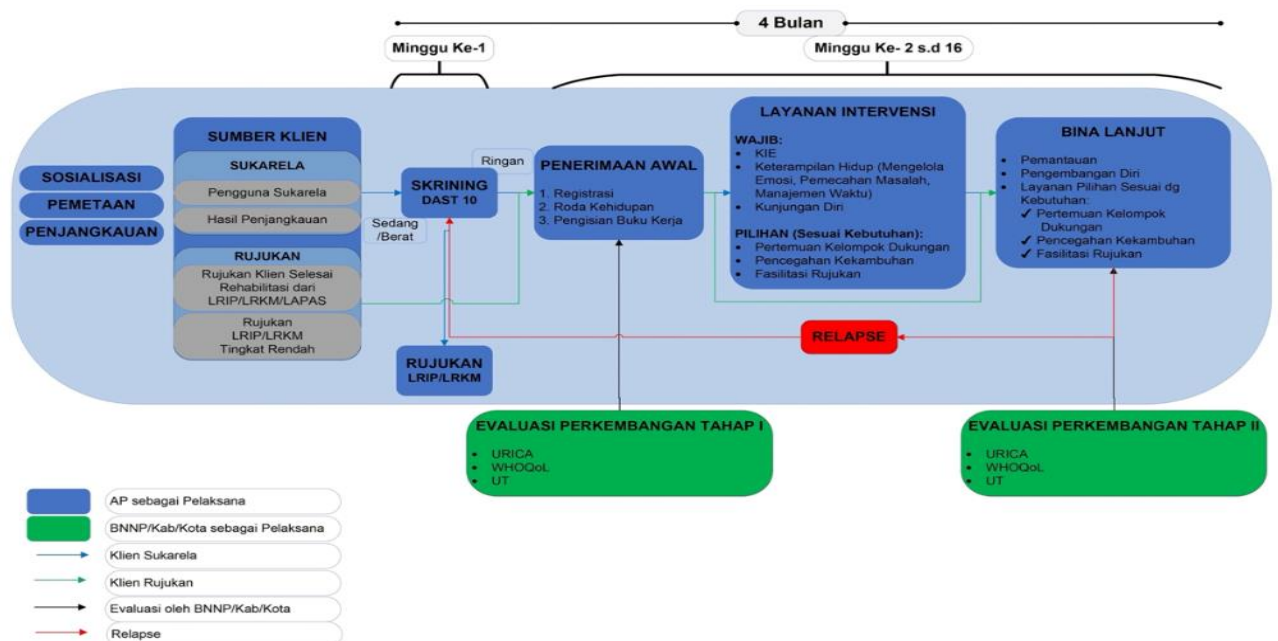 4 Bulan
Minggu Ke-1
Minggu Ke- 2 s.d 16
SOSIALISASI
PEMETAAN
PENJANGKAUAN
SUMBER KLIEN
SUKARELA
Pengguna Sukarela
Hasil Penjangkauan
RUJUKAN
Rujukan Klien Selesai
Rehabilitasi dari
LRIP/LRKM/LAPAS
Rujukan
LRIP/LRKM
Tingkat Rendah
Sedang
/Berat
SKRINING
DAST 10
Ringan
RUJUKAN
LRIP/LRKM
PENERIMAAN AWAL
1. Registrasi
2. Roda Kehidupan
3. Pengisian Buku Kerja
LAYANAN INTERVENSI
WAJIB:
• KIE
• Keterampilan Hidup (Mengelola
Emosi, Pemecahan Masalah,
Manajemen Waktu)
• Kunjungan Diri
PILIHAN (Sesuai Kebutuhan):
• Pertemuan Kelompok Dukungan
• Pencegahan Kekambuhan
• Fasilitasi Rujukan
BINA LANJUT
• Pemantauan
• Pengembangan Diri
• Layanan Pilihan Sesuai dg
Kebutuhan:
✓ Pertemuan Kelompok
Dukungan
✓ Pencegahan Kekambuhan
✓ Fasilitasi Rujukan
RELAPSE
EVALUASI PERKEMBANGAN TAHAP I
• URICA
• WHOQoL
• UT
EVALUASI PERKEMBANGAN TAHAP II
• URICA
• WHOQoL
• UT
AP sebagai Pelaksana
BNNP/Kab/Kota sebagai Pelaksana
Klien Sukarela
Klien Rujukan
Evaluasi oleh BNNP/Kab/Kota
Relapse